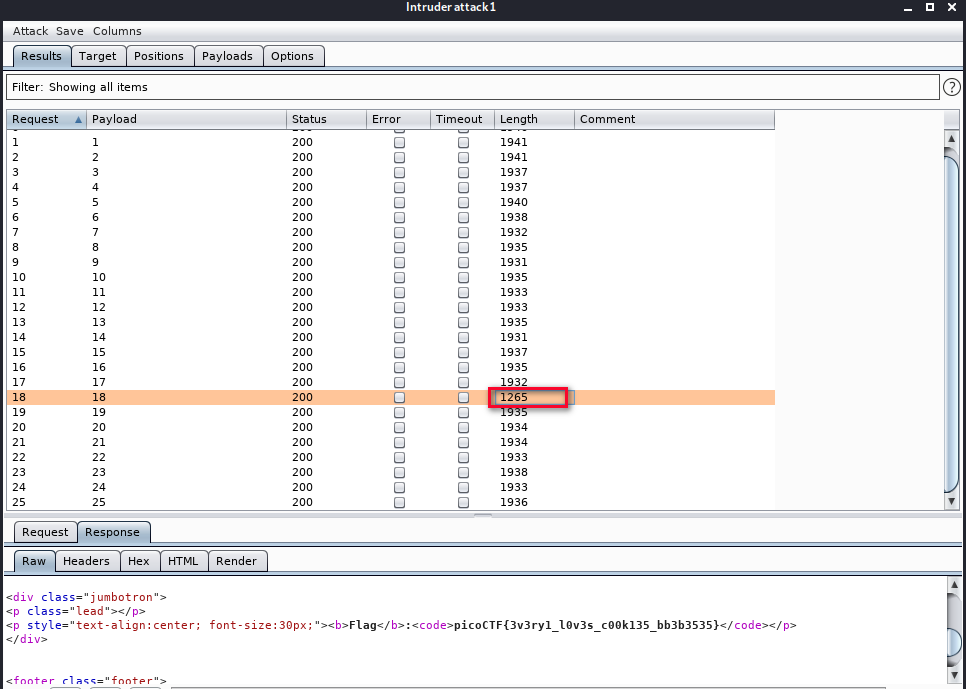 Intruder attack1
Attack Save Columns
Results Target Positions Payloads Options
Filter: Showing all items ?
Request Payload Status Error Timeout Length Comment
1 1 200 1941
2 2 200 1941
3 3 200 1937
4 4 200 1937
5 5 200 1940
6 6 200 1938
7 7 200 1932
8 8 200 1935
9 9 200 1931
10 10 200 1935
11 11 200 1933
12 12 200 1933
13 13 200 1935
14 14 200 1931
15 15 200 1937
16 16 200 1935
17 17 200 1932
18 18 200 1265
19 19 200 1935
20 20 200 1934
21 21 200 1934
22 22 200 1933
23 23 200 1938
24 24 200 1933
25 25 200 1936
Request Response
Raw Headers Hex HTML Render
<div class="jumbotron">
<p class="lead"></p>
<p style="text-align:center; font-size:30px;"><b>Flag</b>:<code>picoCTF{3v3ry1_l0v3s_c00k135_bb3b3535}</code></p>
</div>
<footer class="footer">